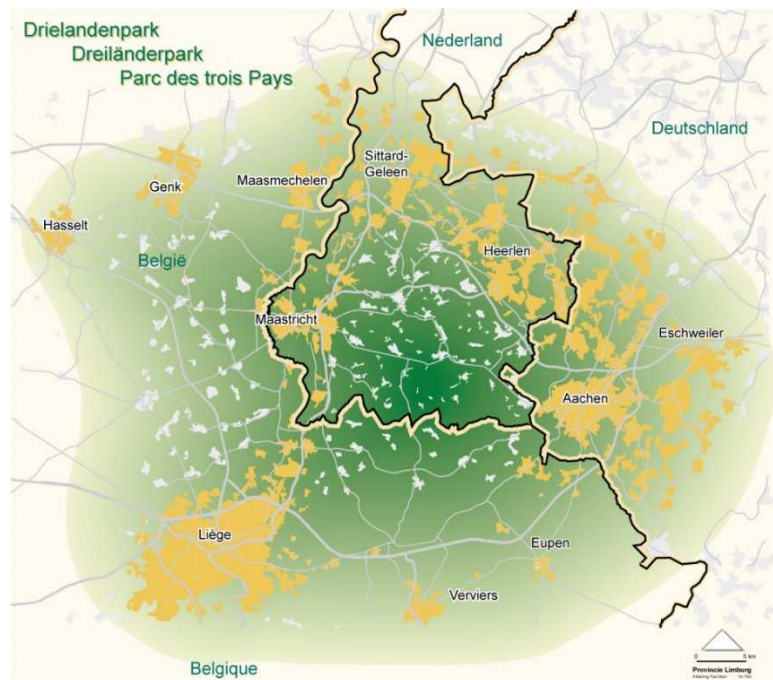 Drielandenpark
Dreiländerpark
Parc des trois Pays
Nederland
Deutschland
Sittard-
Geleen
Genk
Maasmechelen
Hasselt
Heerlen
België
Maastricht
Eschweiler
Aachen
Liège
Eupen
Verviers
Belgique
0 5 km
Provincie Limburg